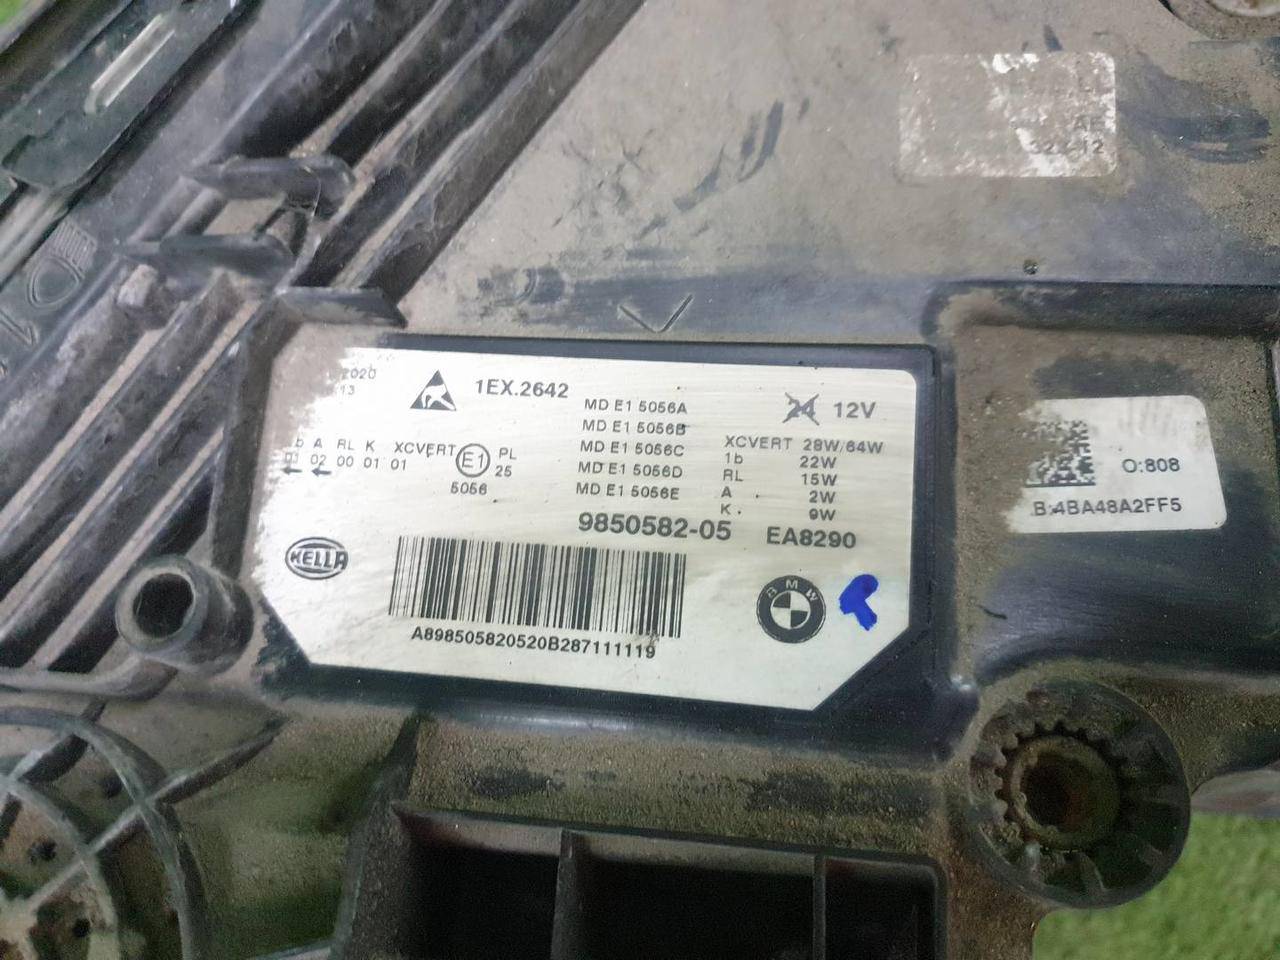 2020
13
1EX.2642
MD E1 5056A
MD E1 5056B
MD E1 5056C
MD E1 5056D
MD E1 5056E
24 12V
b A RL K XCVERT E1 PL
01 02 00 01 01 25
5056
XCVERT 28W/64W
1b 22W
RL 15W
A 2W
K 9W
9850582-05 EA8290
HELLA
BMW
A898505820520B287111119
O:808
B:4BA48A2FF5